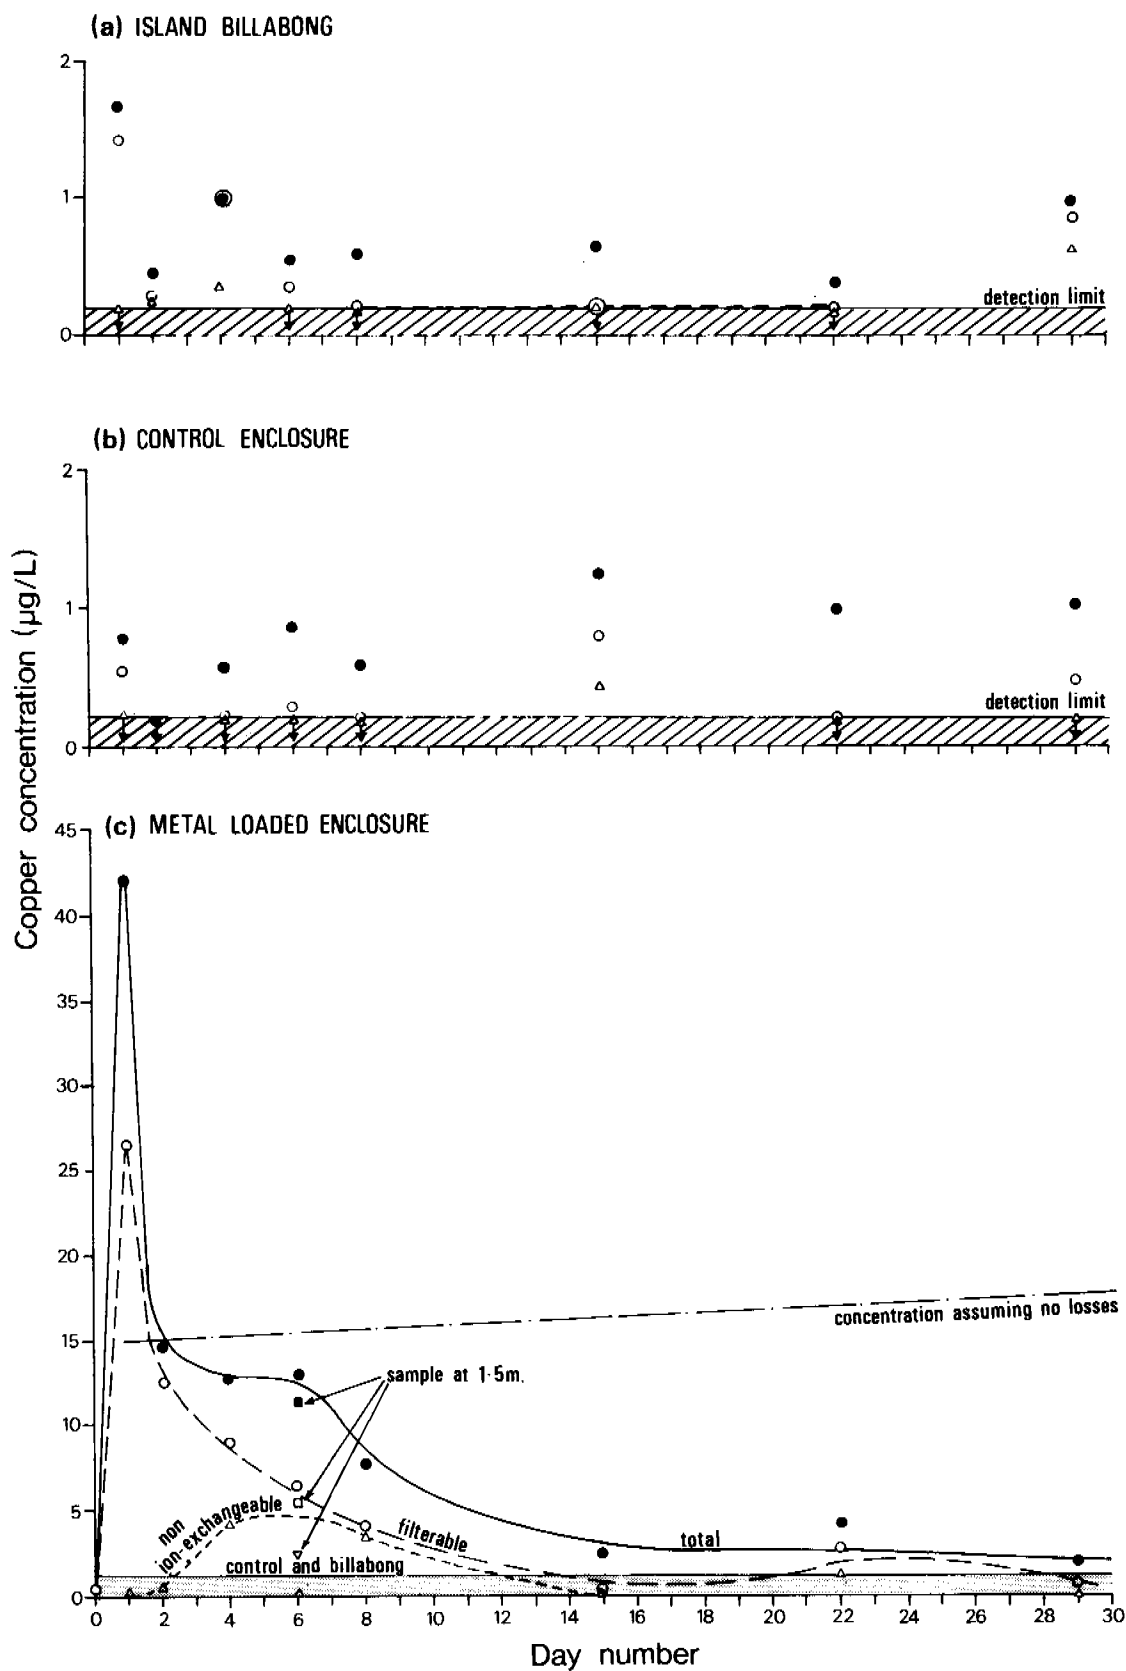 (a) ISLAND BILLABONG
2
1
0
detection limit
(b) CONTROL ENCLOSURE
2
1
0
detection limit
Copper concentration (µg/L)
(c) METAL LOADED ENCLOSURE
45
40
35
30
25
20
15
10
5
0
concentration assuming no losses
sample at 1·5m.
non
ion-exchangeable
filterable
total
control and billabong
0 2 4 6 8 10 12 14 16 18 20 22 24 26 28 30
Day number